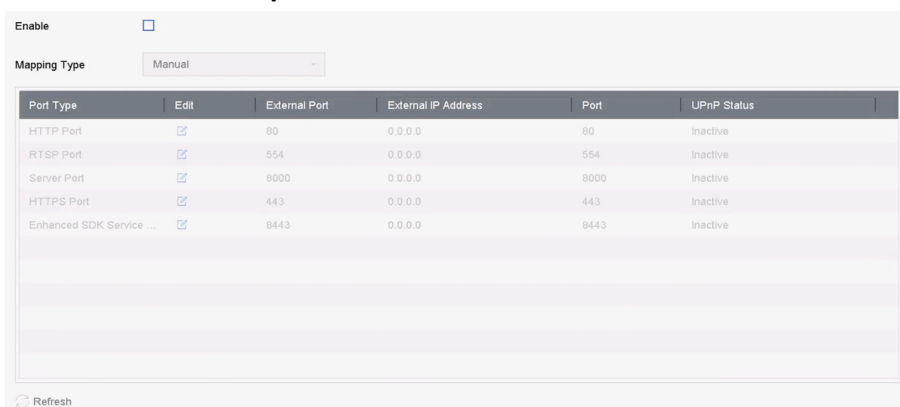 Enable
Mapping Type Manual
Port Type Edit External Port External IP Address Port UPnP Status
HTTP Port 80 0.0.0.0 80 Inactive
RTSP Port 554 0.0.0.0 554 Inactive
Server Port 8000 0.0.0.0 8000 Inactive
HTTPS Port 443 0.0.0.0 443 Inactive
Enhanced SDK Service ... 8443 0.0.0.0 8443 Inactive
Refresh